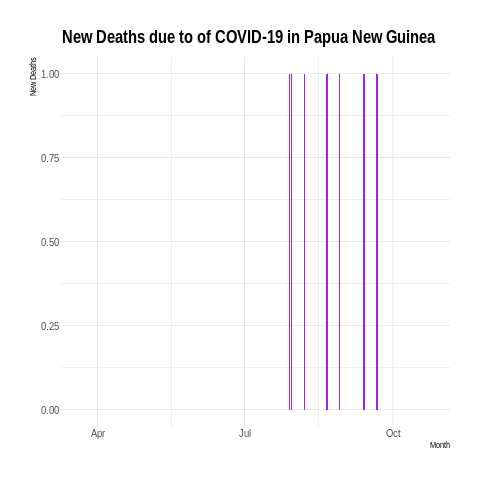 New Deaths due to of COVID-19 in Papua New Guinea
New Deaths
1.00
0.75
0.50
0.25
0.00
Apr
Jul
Oct
Month